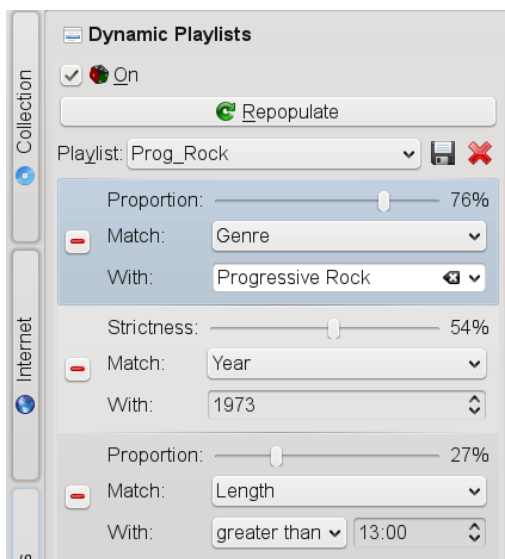 Dynamic Playlists
On
Repopulate
Playlist: Prog_Rock
Proportion: 76%
Match: Genre
With: Progressive Rock
Strictness: 54%
Match: Year
With: 1973
Proportion: 27%
Match: Length
With: greater than 13:00
Collection
Internet